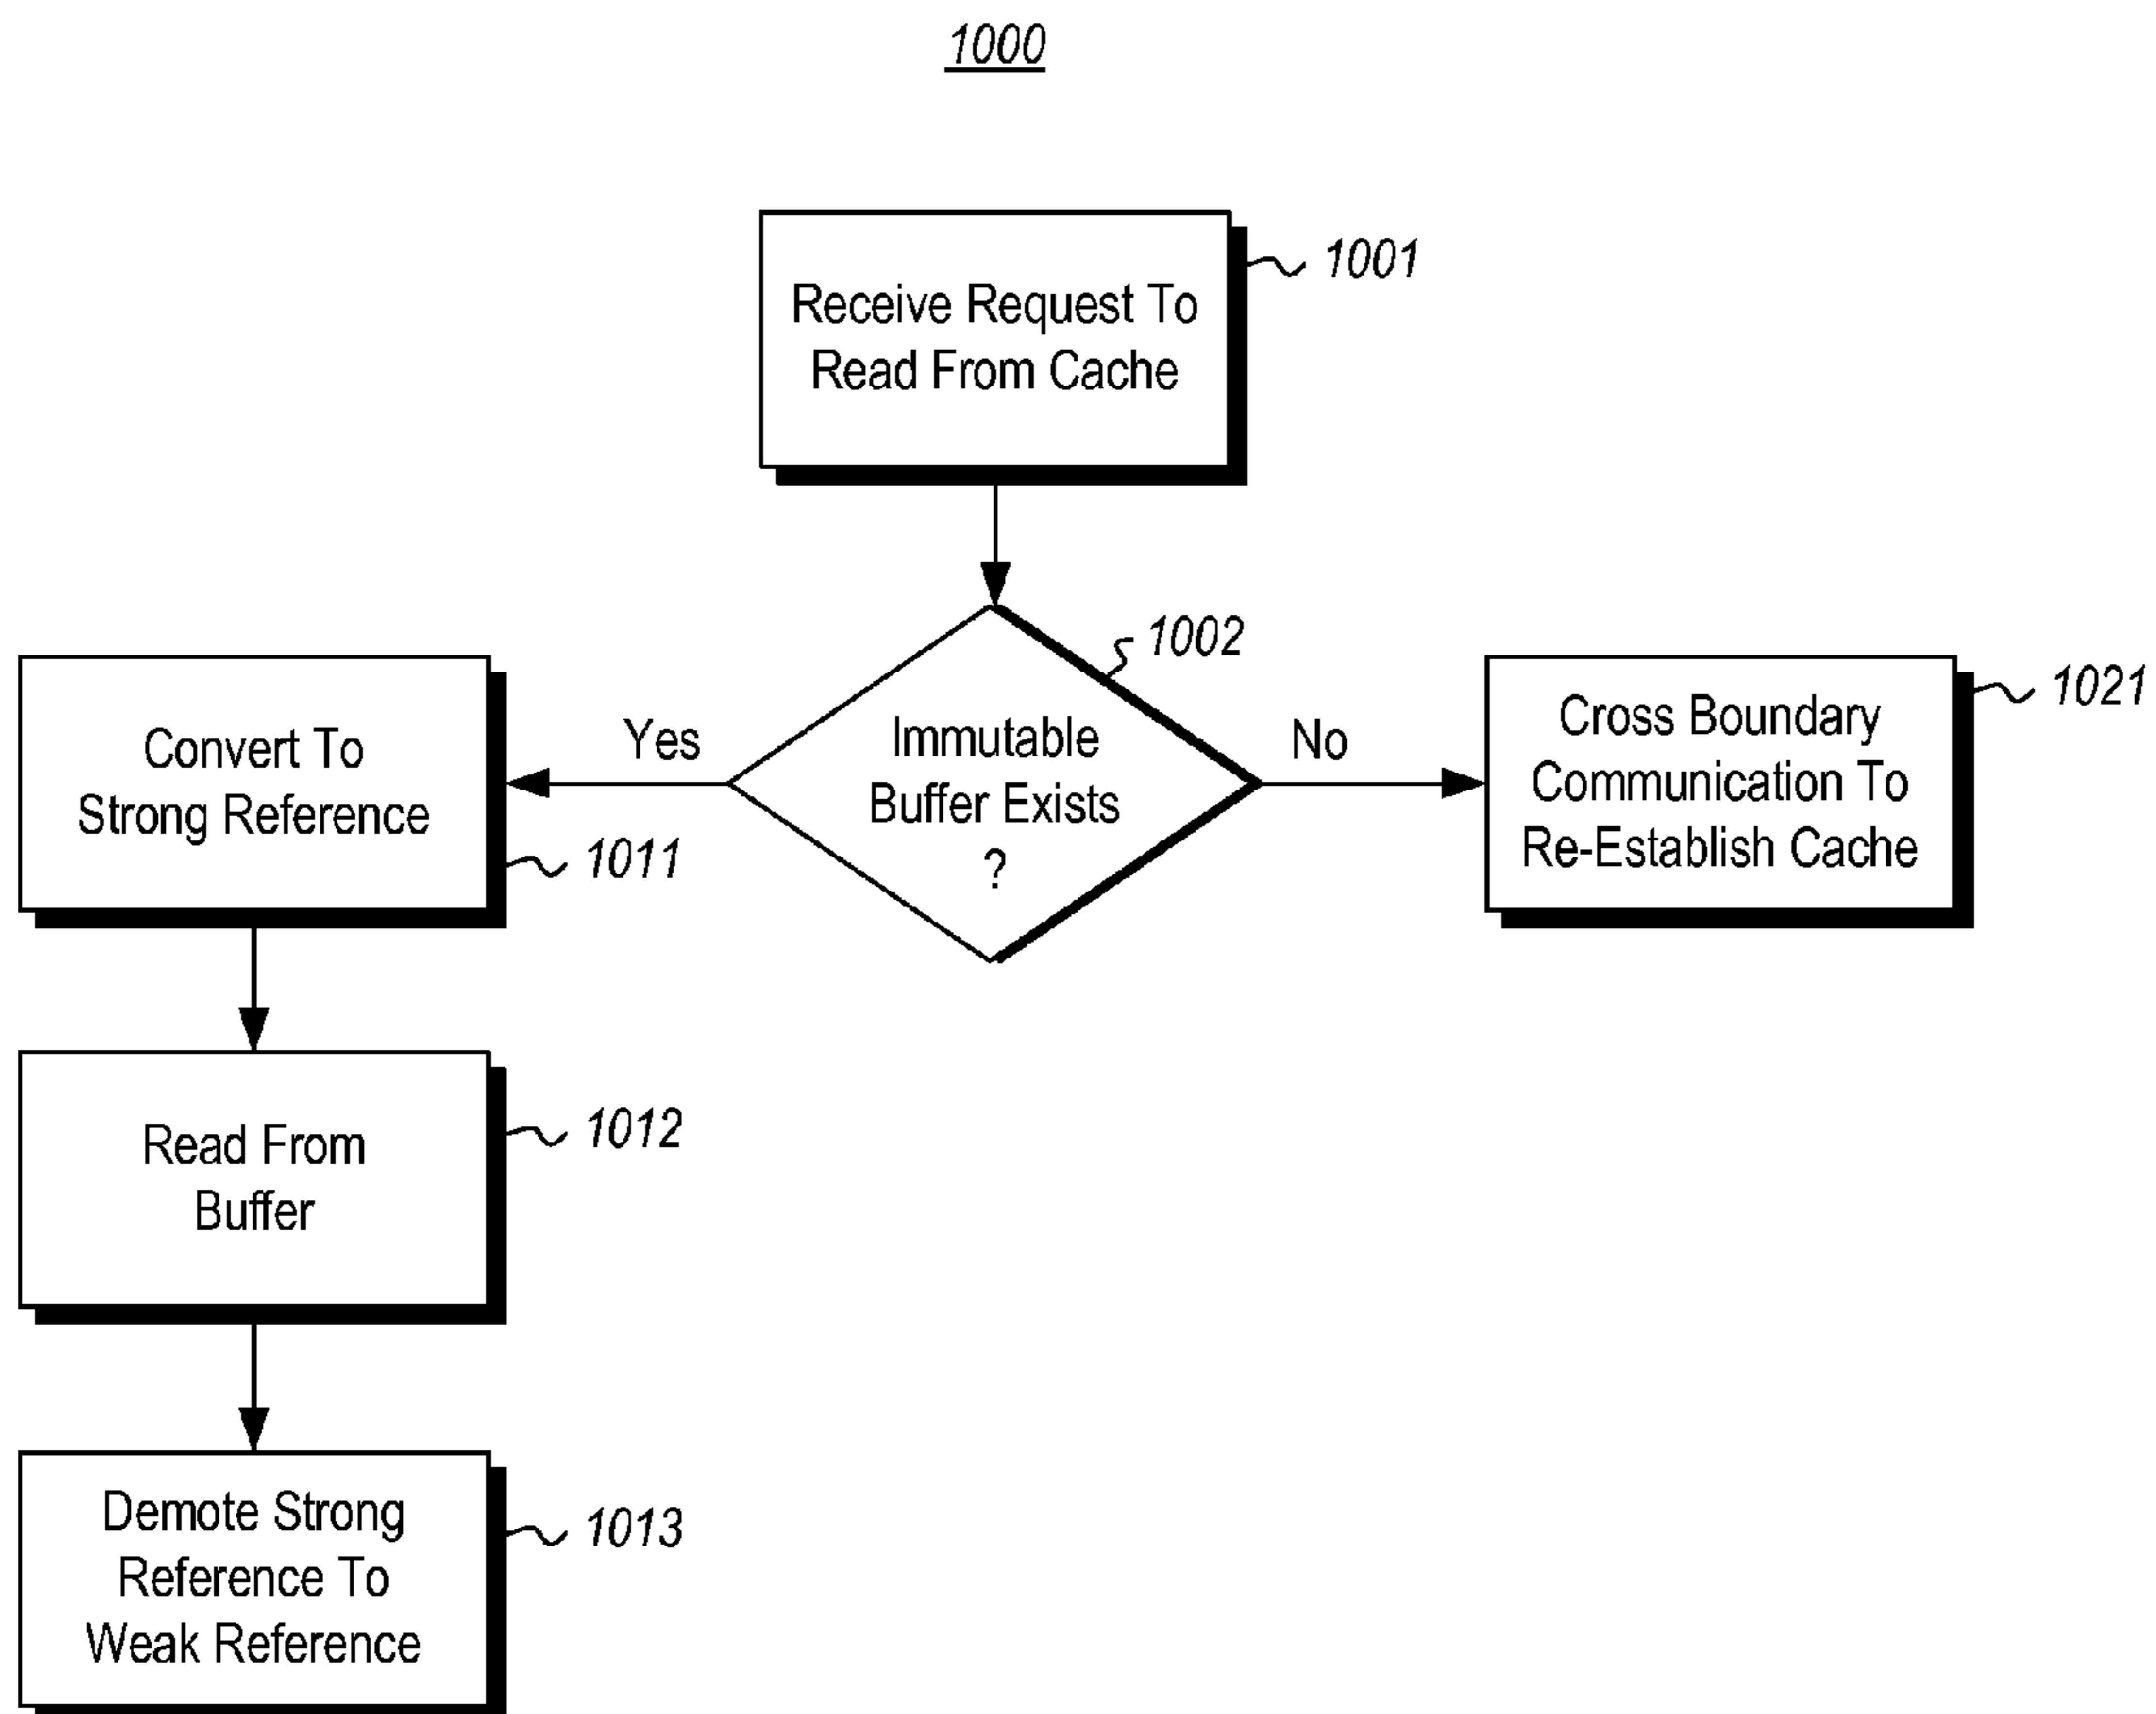 1000
Receive Request To
Read From Cache
1001
1002
Immutable
Buffer Exists
?
Yes
No
Convert To
Strong Reference
1011
Cross Boundary
Communication To
Re-Establish Cache
1021
Read From
Buffer
1012
Demote Strong
Reference To
Weak Reference
1013